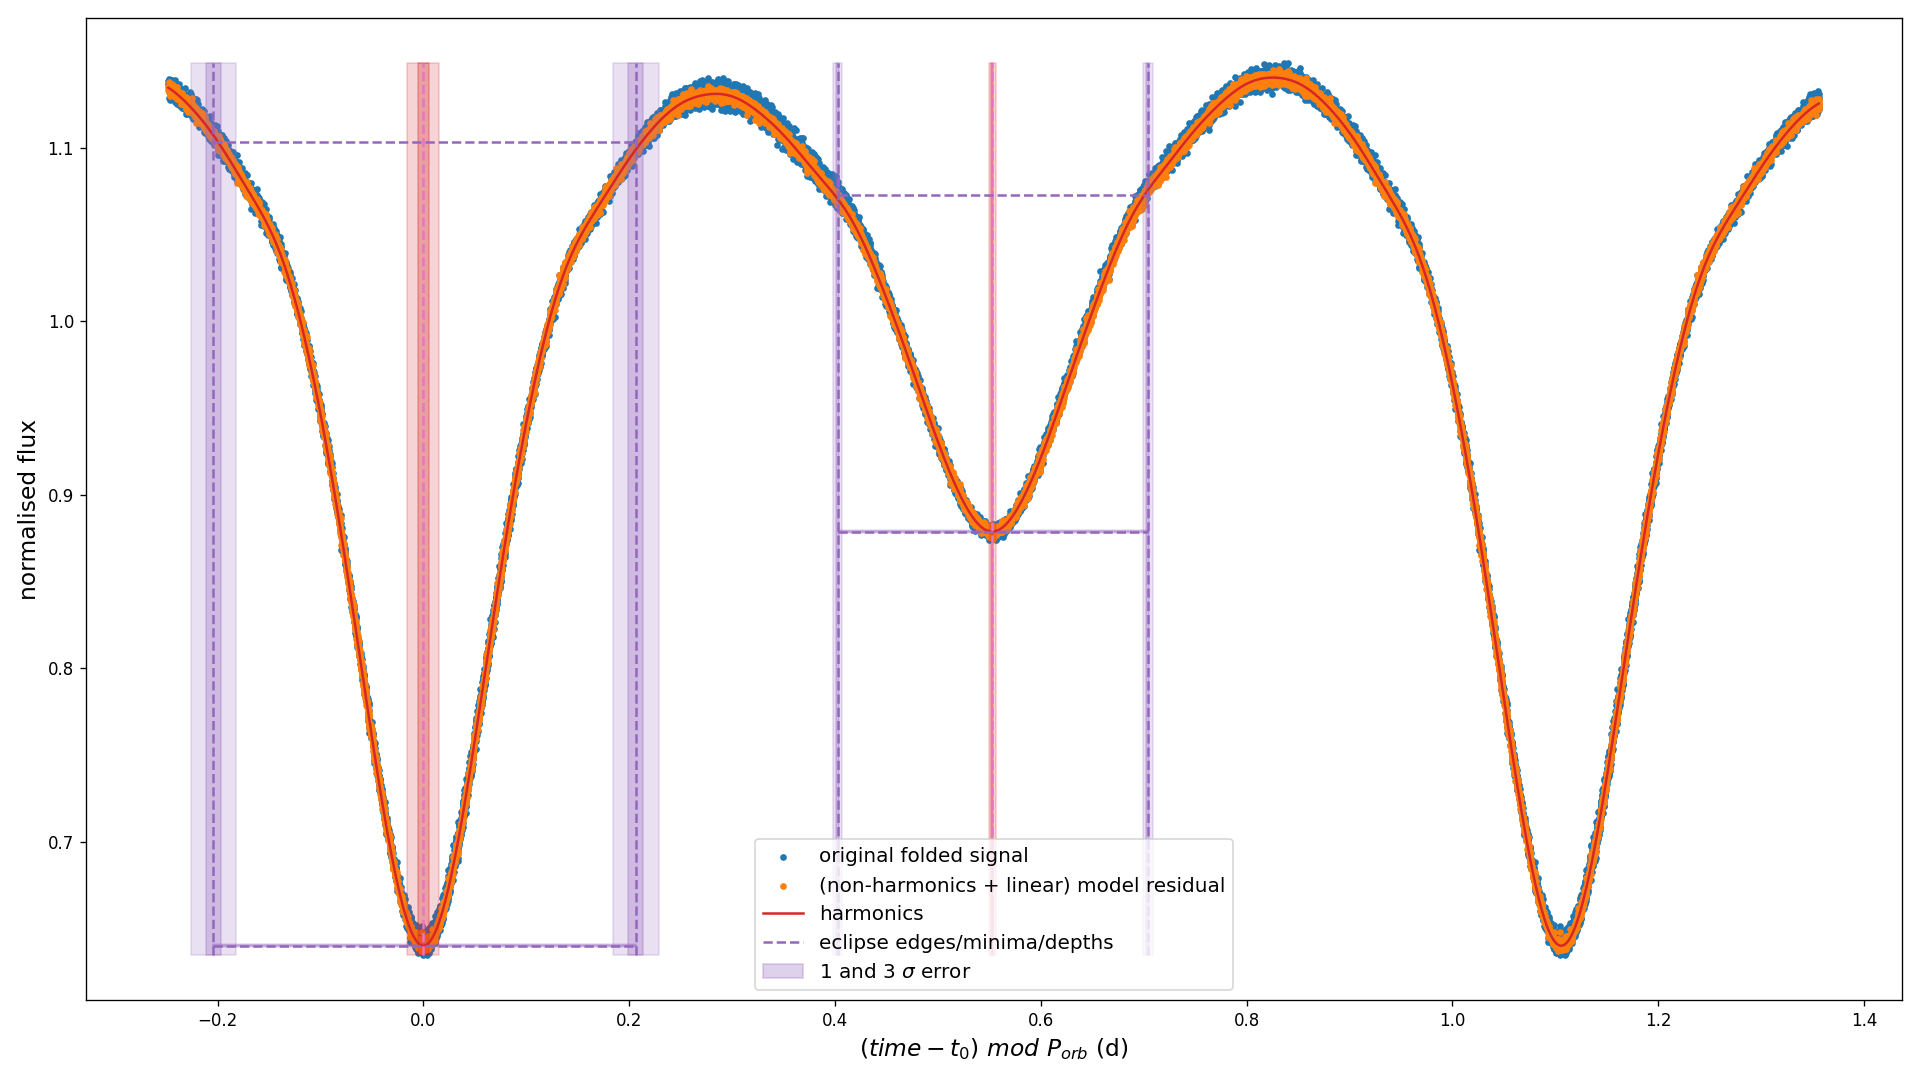 normalised flux
1.1
1.0
0.9
0.8
0.7
original folded signal
(non-harmonics + linear) model residual
harmonics
eclipse edges/minima/depths
1 and 3 σ error
−0.2 0.0 0.2 0.4 0.6 0.8 1.0 1.2 1.4
(time − t₀) mod Pₒᵣb (d)